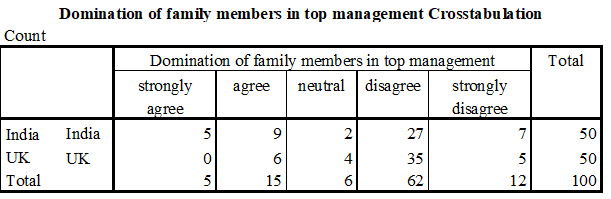 Domination of family members in top management Crosstabulation
Count
Domination of family members in top management Total
strongly agree agree neutral disagree strongly disagree
India India 5 9 2 27 7 50
UK UK 0 6 4 35 5 50
Total 5 15 6 62 12 100